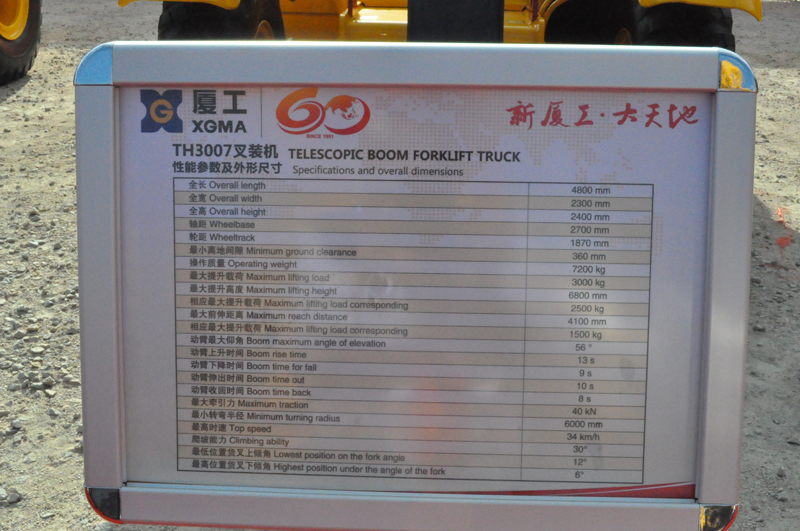 XG 厦工 XGMA
60
SINCE 1951
新厦工·大天地
TH3007叉装机 TELESCOPIC BOOM FORKLIFT TRUCK
性能参数及外形尺寸 Specifications and overall dimensions
全长 Overall length 4800 mm
全宽 Overall width 2300 mm
全高 Overall height 2400 mm
轴距 Wheelbase 2700 mm
轮距 Wheeltrack 1870 mm
最小离地间隙 Minimum ground clearance 360 mm
操作质量 Operating weight 7200 kg
最大提升载荷 Maximum lifting load 3000 kg
最大提升高度 Maximum lifting height 6800 mm
相应最大提升载荷 Maximum lifting load corresponding 2500 kg
最大前伸距离 Maximum reach distance 4100 mm
相应最大提升载荷 Maximum lifting load corresponding 1500 kg
动臂最大仰角 Boom maximum angle of elevation 56 °
动臂上升时间 Boom rise time 13 s
动臂下降时间 Boom time for fall 9 s
动臂伸出时间 Boom time out 10 s
动臂收回时间 Boom time back 8 s
最大牵引力 Maximum traction 40 kN
最小转弯半径 Minimum turning radius 6000 mm
最高时速 Top speed 34 km/h
爬坡能力 Climbing ability 30°
最低位置货叉上倾角 Lowest position on the fork angle 12°
最高位置货叉下倾角 Highest position under the angle of the fork 6°